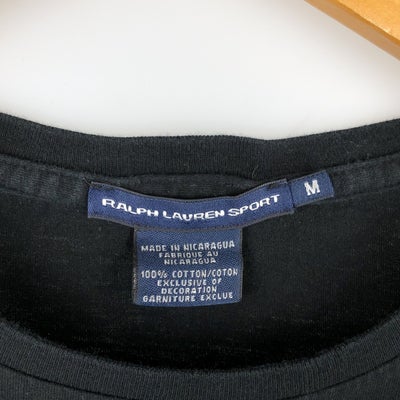 RALPH LAUREN SPORT
M
MADE IN NICARAGUA
FABRIQUE AU
NICARAGUA
100% COTTON/COTON
EXCLUSIVE OF
DECORATION
GARNITURE EXCLUE